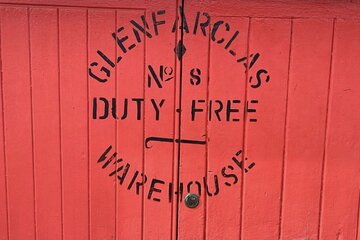 GLENFARCLAS
Nº 8
DUTY · FREE
WAREHOUSE